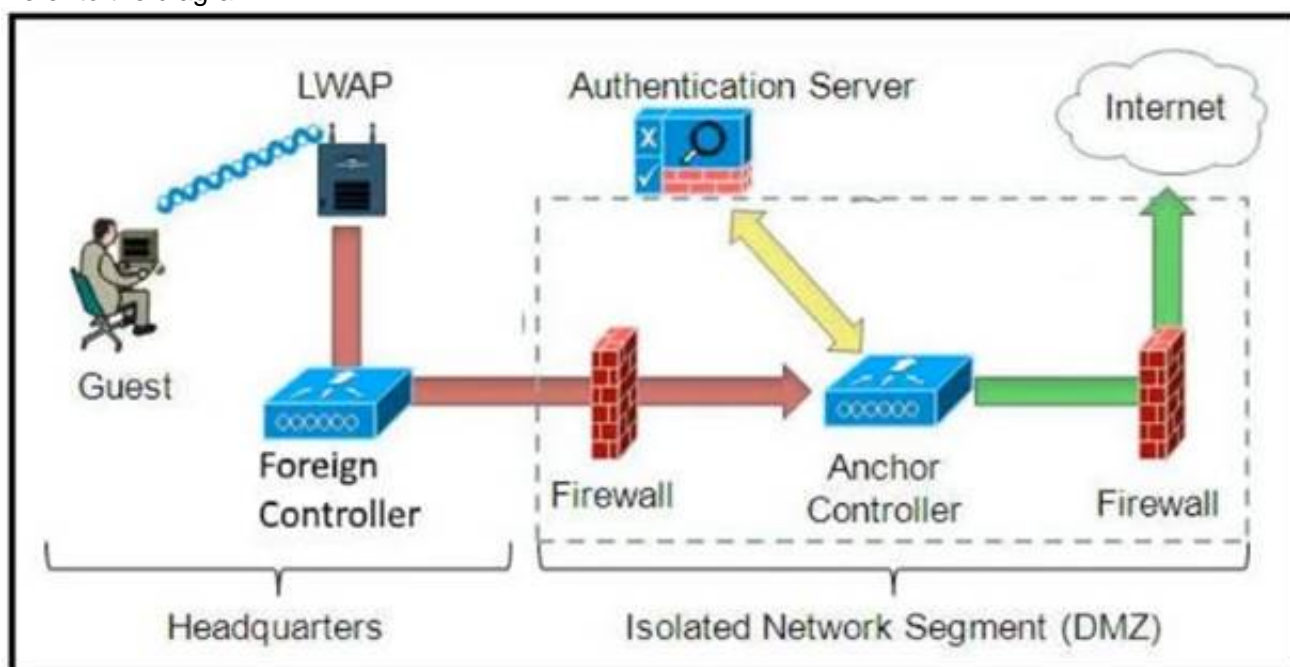 LWAP
Authentication Server
Internet
Guest
Foreign
Controller
Firewall
Anchor
Controller
Firewall
Headquarters
Isolated Network Segment (DMZ)